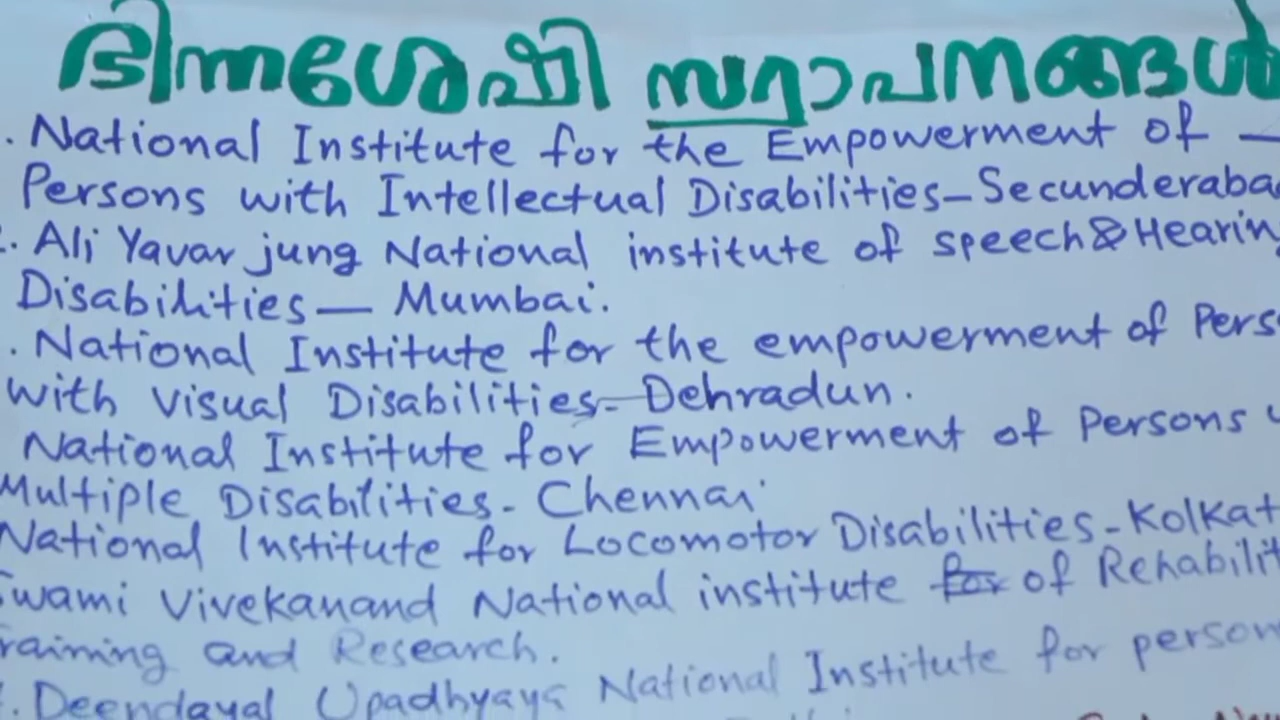 ഭിന്നശേഷി സ്ഥാപനങ്ങൾ
. National Institute for the Empowerment of –
Persons with Intellectual Disabilities – Secunderaba
. Ali Yavar jung National institute of speech & Hearin
Disabilities — Mumbai.
. National Institute for the empowerment of Pers
with Visual Disabilities - Dehradun.
National Institute for Empowerment of Persons
Multiple Disabilities - Chennai
National Institute for Locomotor Disabilities - Kolkat
Swami Vivekanand National institute for of Rehabilit
raining and Research.
. Deendayal Upadhyaya National Institute for person